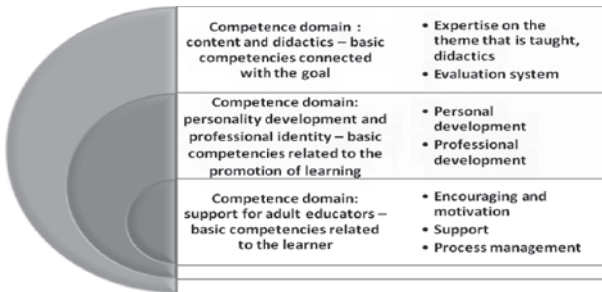 Competence domain :
content and didactics – basic
competencies connected
with the goal
• Expertise on the
theme that is taught,
didactics
• Evaluation system
Competence domain:
personality development and
professional identity – basic
competencies related to the
promotion of learning
• Personal
development
• Professional
development
Competence domain:
support for adult educators –
basic competencies related
to the learner
• Encouraging and
motivation
• Support
• Process management